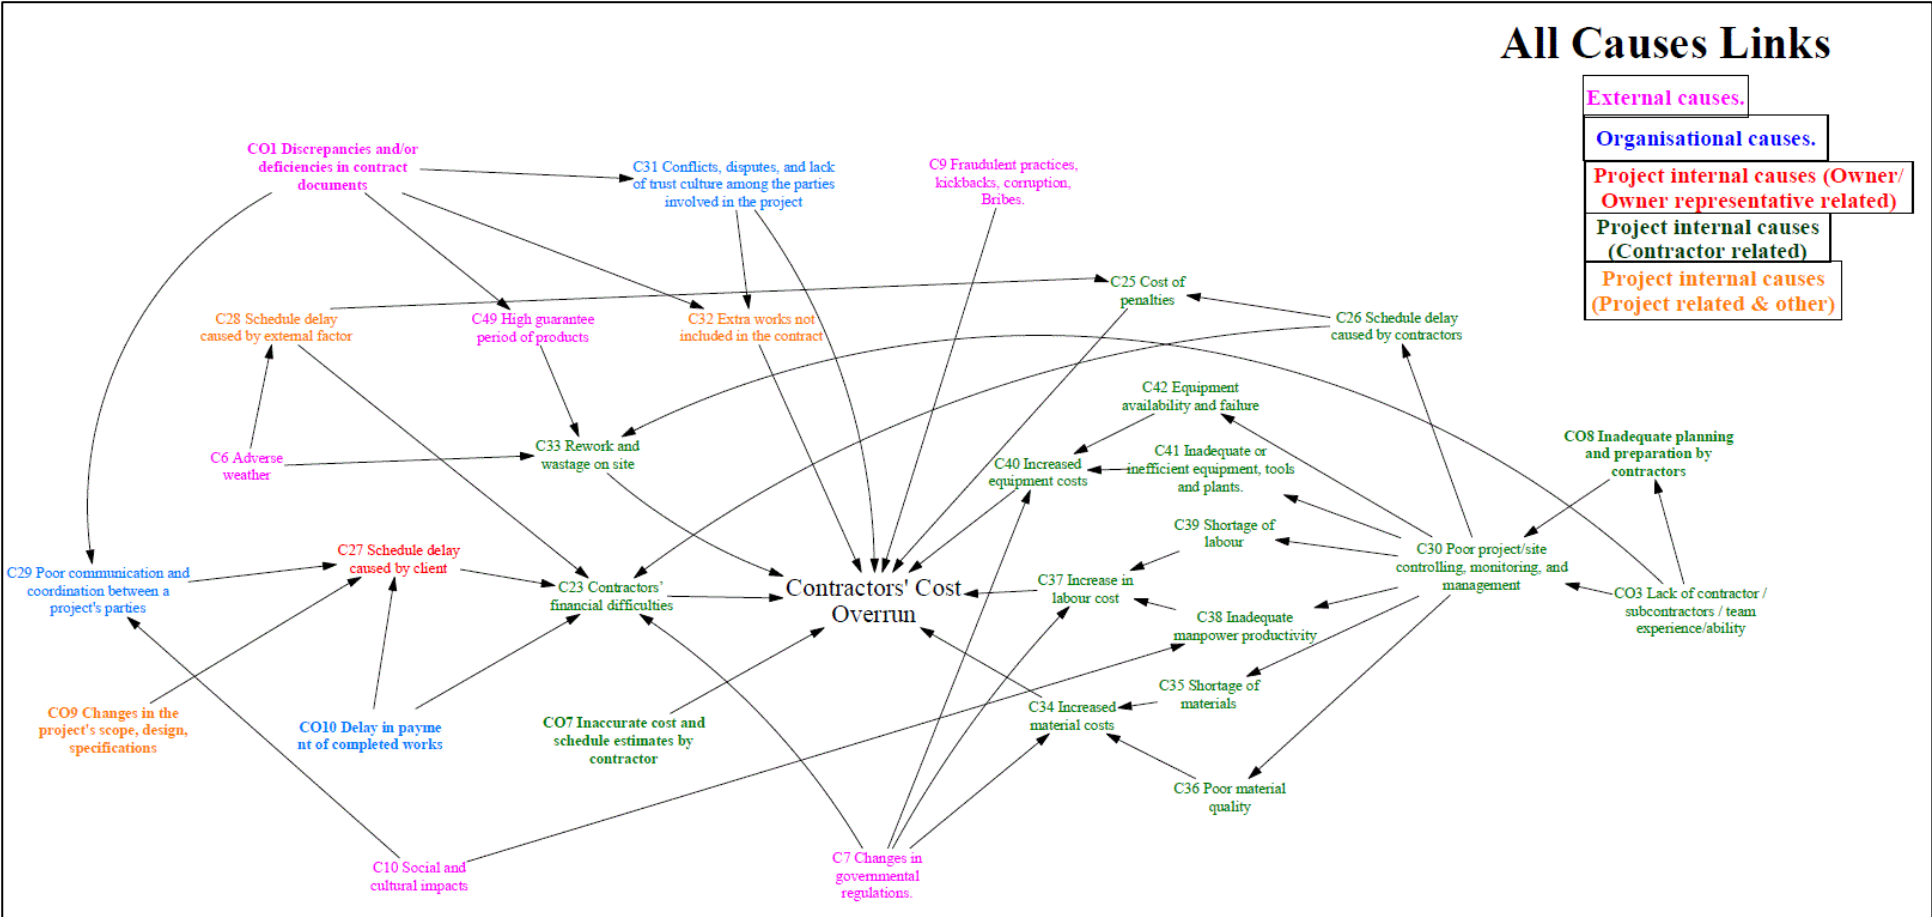 All Causes Links
External causes.
Organisational causes.
Project internal causes (Owner/
Owner representative related)
Project internal causes
(Contractor related)
Project internal causes
(Project related & other)
CO1 Discrepancies and/or
deficiencies in contract
documents
C31 Conflicts, disputes, and lack
of trust culture among the parties
involved in the project
C9 Fraudulent practices,
kickbacks, corruption,
Bribes.
C25 Cost of
penalties
C28 Schedule delay
caused by external factor
C49 High guarantee
period of products
C32 Extra works not
included in the contract
C26 Schedule delay
caused by contractors
C42 Equipment
availability and failure
C6 Adverse
weather
C33 Rework and
wastage on site
C40 Increased
equipment costs
C41 Inadequate or
inefficient equipment, tools
and plants.
CO8 Inadequate planning
and preparation by
contractors
C39 Shortage of
labour
C30 Poor project/site
controlling, monitoring, and
management
C29 Poor communication and
coordination between a
project's parties
C27 Schedule delay
caused by client
C23 Contractors'
financial difficulties
Contractors' Cost
Overrun
C37 Increase in
labour cost
C38 Inadequate
manpower productivity
CO3 Lack of contractor /
subcontractors / team
experience/ability
CO9 Changes in the
project's scope, design,
specifications
CO10 Delay in payme
nt of completed works
CO7 Inaccurate cost and
schedule estimates by
contractor
C34 Increased
material costs
C35 Shortage of
materials
C36 Poor material
quality
C10 Social and
cultural impacts
C7 Changes in
governmental
regulations.